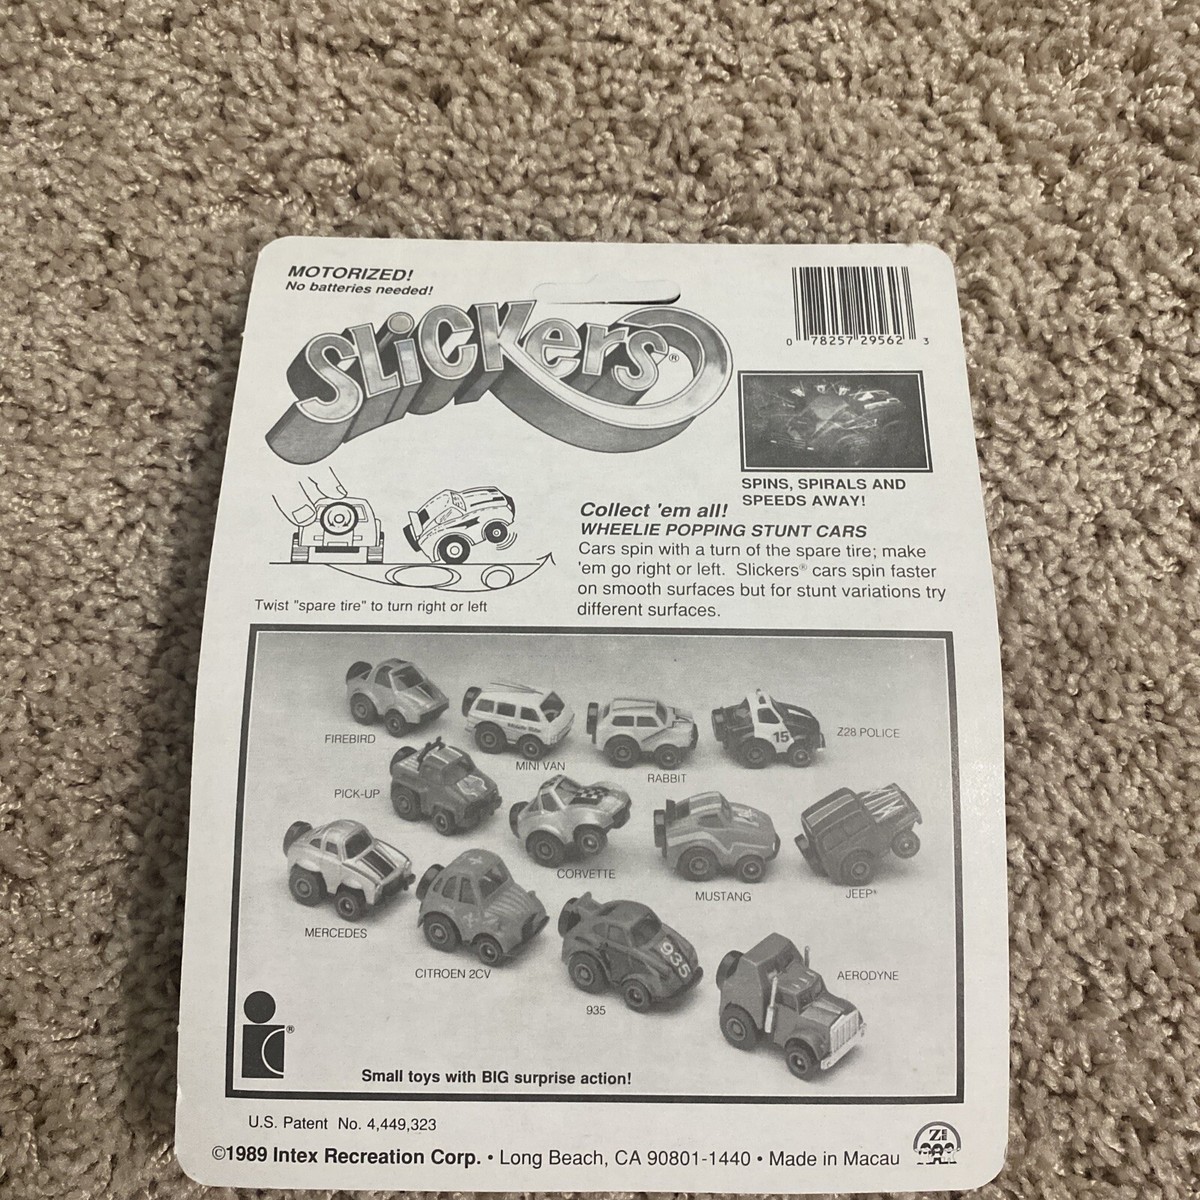 MOTORIZED!
No batteries needed!
SLiCKers®
0 78257 29562 3
SPINS, SPIRALS AND
SPEEDS AWAY!
Collect 'em all!
WHEELIE POPPING STUNT CARS
Cars spin with a turn of the spare tire; make
'em go right or left. Slickers® cars spin faster
on smooth surfaces but for stunt variations try
different surfaces.
Twist "spare tire" to turn right or left
FIREBIRD
MINI VAN
RABBIT
15
Z28 POLICE
PICK-UP
CORVETTE
MUSTANG
JEEP®
MERCEDES
CITROEN 2CV
935
935
AERODYNE
®
Small toys with BIG surprise action!
U.S. Patent No. 4,449,323
©1989 Intex Recreation Corp. • Long Beach, CA 90801-1440 • Made in Macau